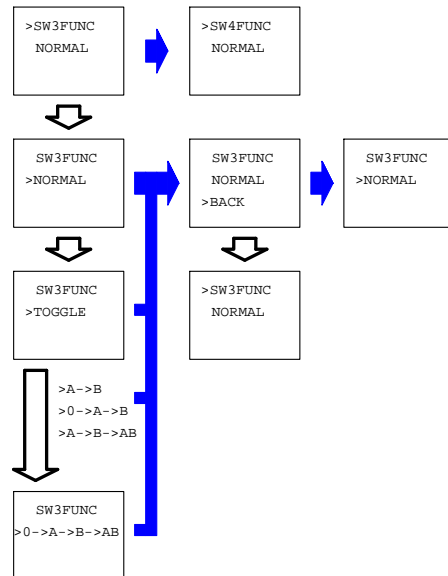 >SW3FUNC
NORMAL
>SW4FUNC
NORMAL
SW3FUNC
>NORMAL
SW3FUNC
NORMAL
>BACK
SW3FUNC
>NORMAL
SW3FUNC
>TOGGLE
>SW3FUNC
NORMAL
>A->B
>0->A->B
>A->B->AB
SW3FUNC
>0->A->B->AB